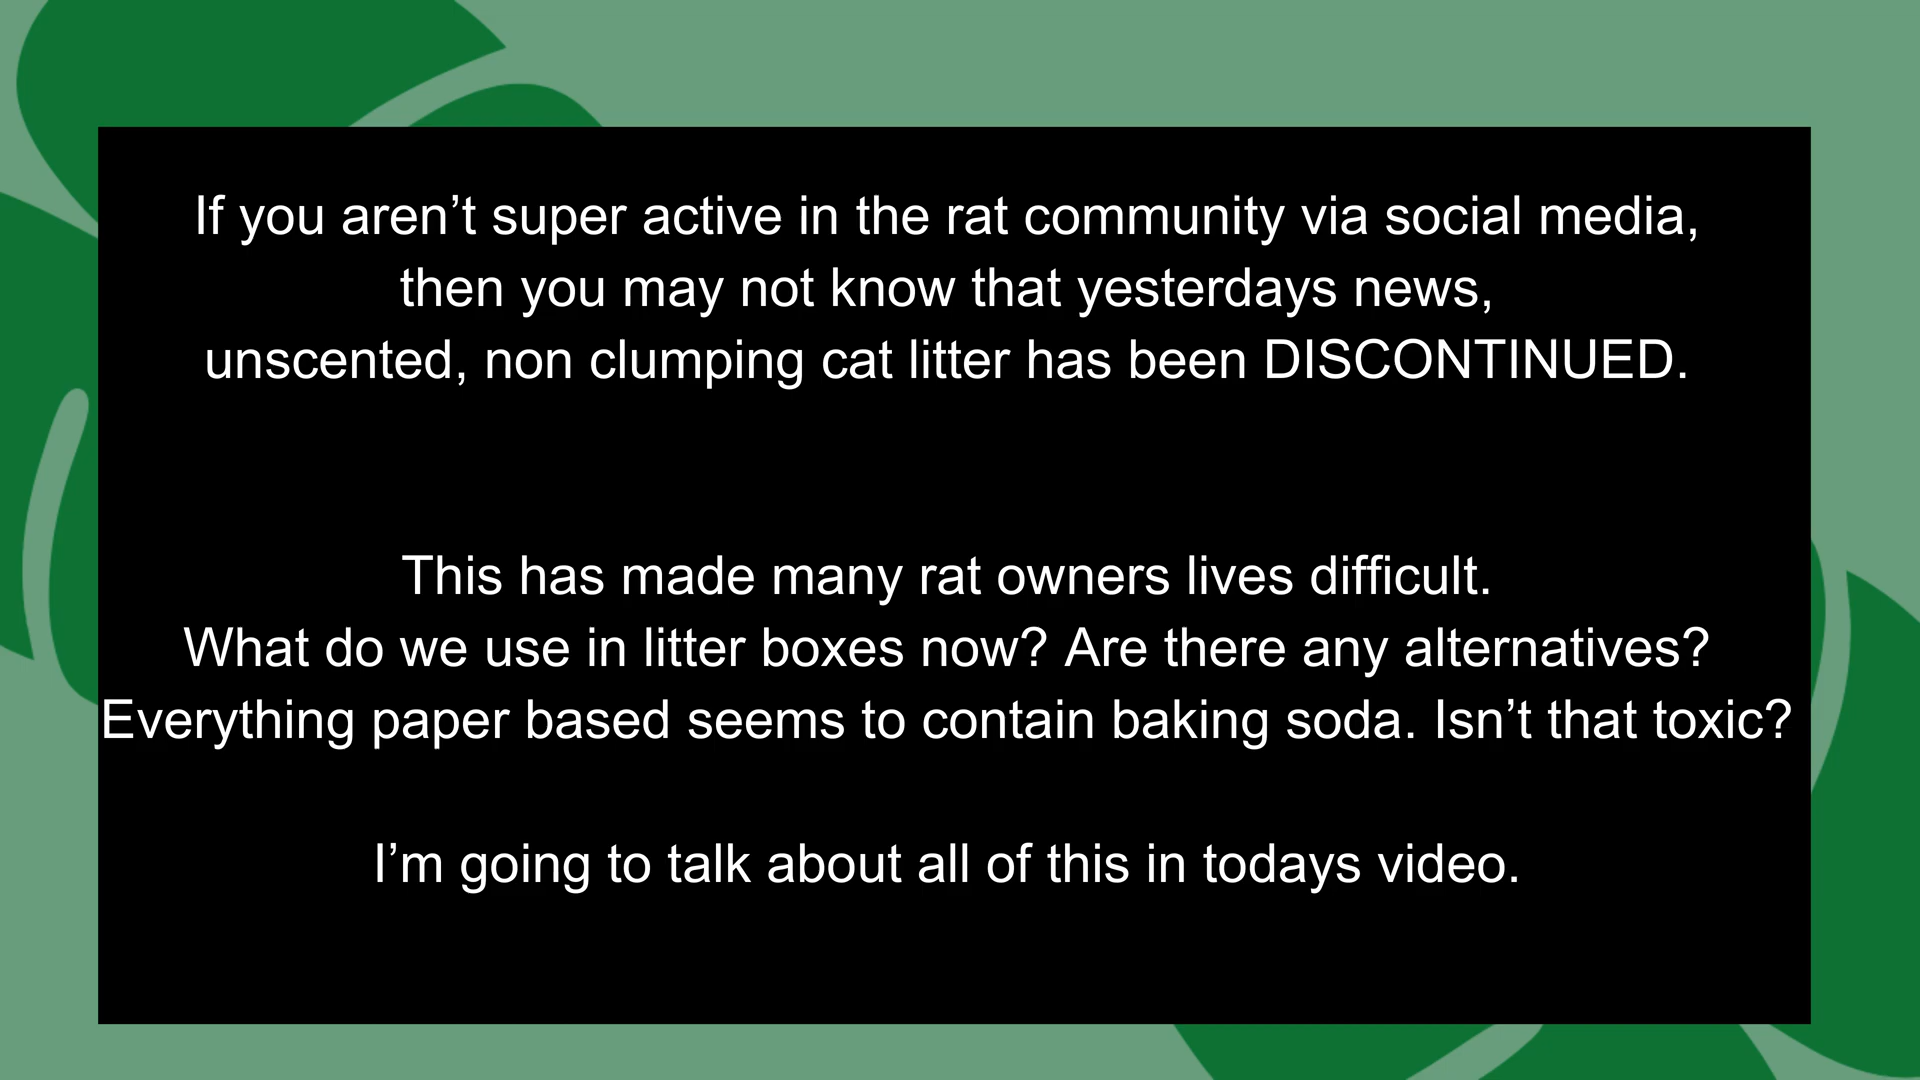 If you aren’t super active in the rat community via social media,
then you may not know that yesterdays news,
unscented, non clumping cat litter has been DISCONTINUED.
This has made many rat owners lives difficult.
What do we use in litter boxes now? Are there any alternatives?
Everything paper based seems to contain baking soda. Isn’t that toxic?
I’m going to talk about all of this in todays video.